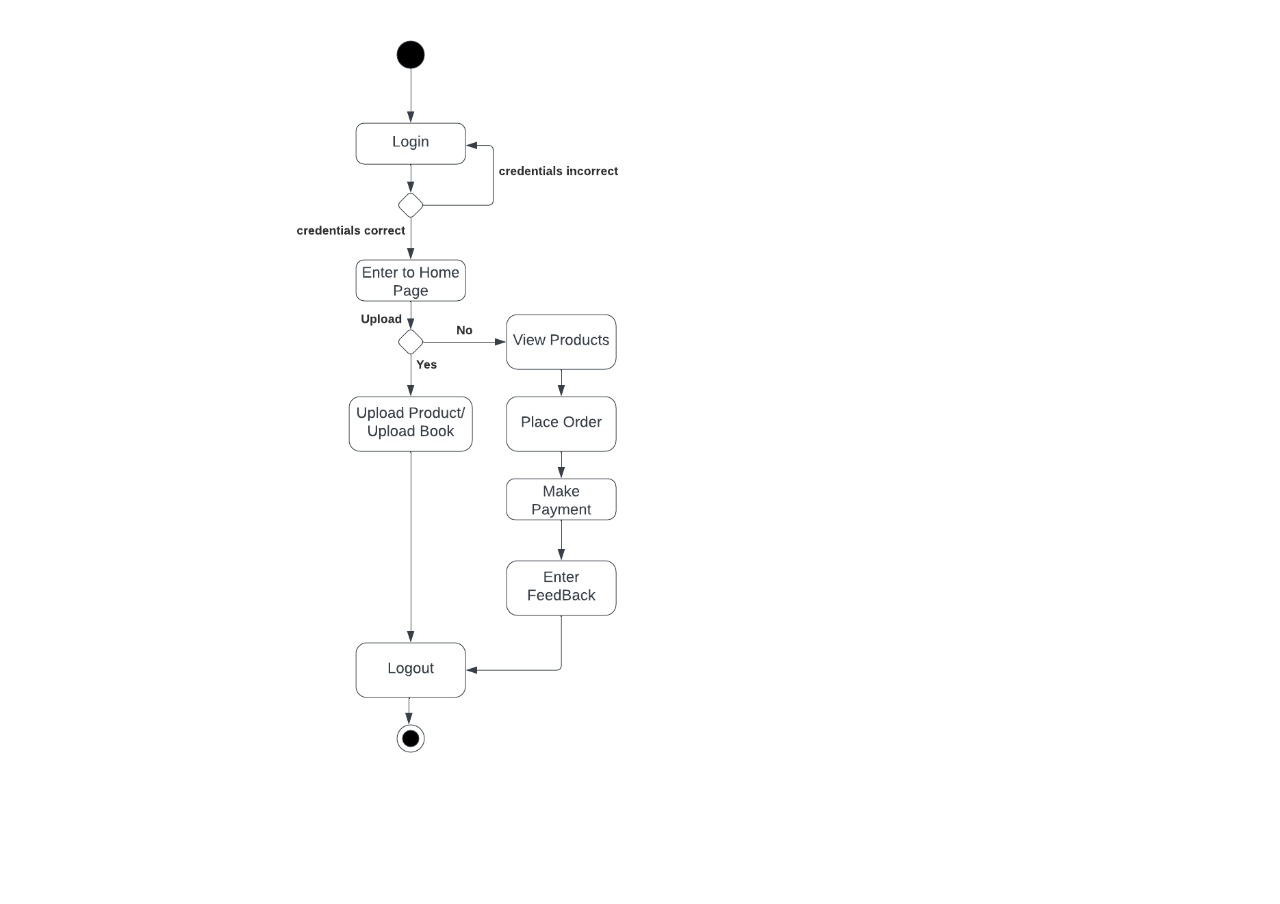 Login
credentials incorrect
credentials correct
Enter to Home
Page
Upload
No
View Products
Yes
Upload Product/
Upload Book
Place Order
Make
Payment
Enter
FeedBack
Logout